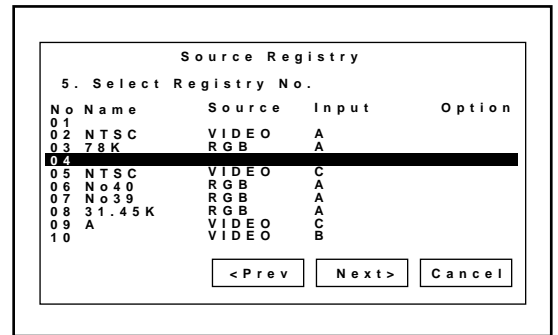 Source Registry
5. Select Registry No.
No Name Source Input Option
01
02 NTSC VIDEO A
03 78K RGB A
04
05 NTSC VIDEO C
06 No40 RGB A
07 No39 RGB A
08 31.45K RGB A
09 A VIDEO C
10 VIDEO B
<Prev Next> Cancel